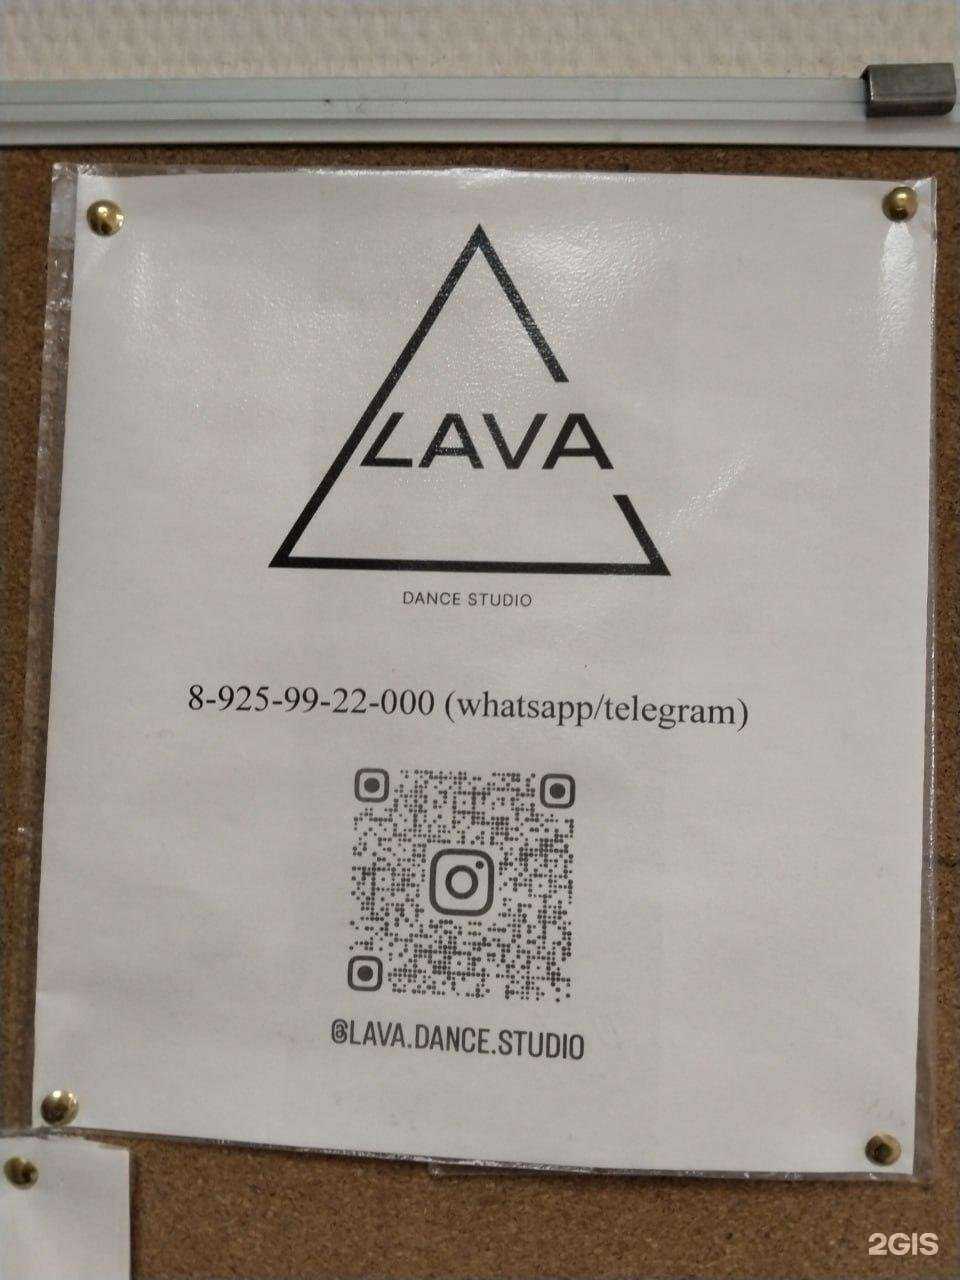 LAVA
DANCE STUDIO
8-925-99-22-000 (whatsapp/telegram)
@LAVA.DANCE.STUDIO
2GIS